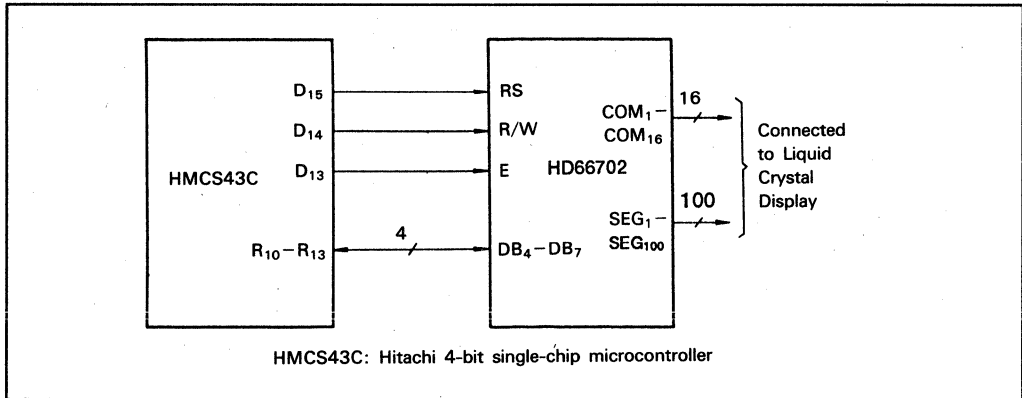 D₁₅
RS
COM₁–
COM₁₆
16
D₁₄
R/W
Connected
to Liquid
Crystal
Display
HMCS43C
D₁₃
E
HD66702
100
SEG₁–
SEG₁₀₀
R₁₀–R₁₃
4
DB₄–DB₇
HMCS43C: Hitachi 4-bit single-chip microcontroller